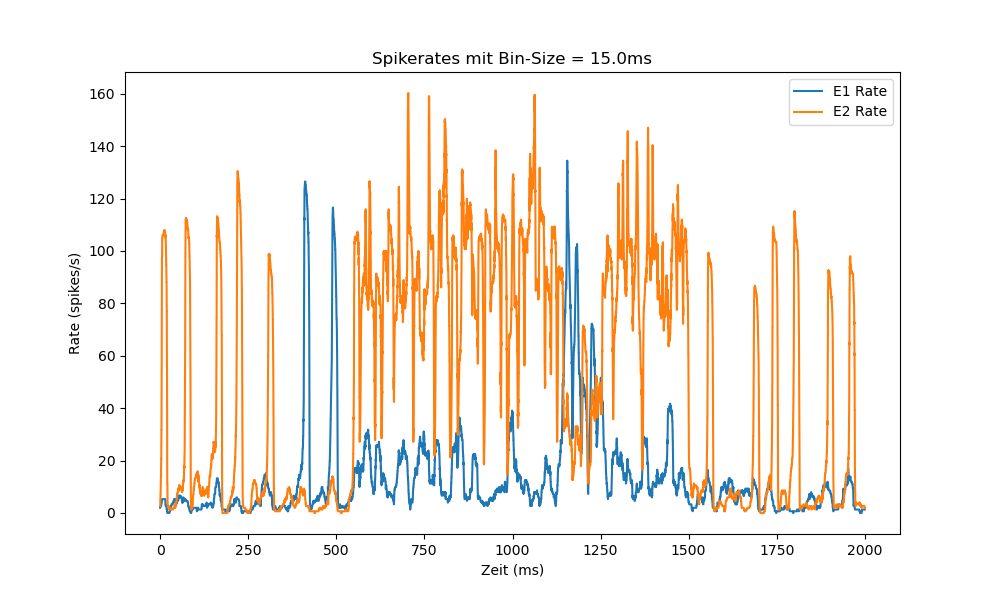 Spikerates mit Bin-Size = 15.0ms
E1 Rate
E2 Rate
160
140
120
100
80
60
40
20
0
Rate (spikes/s)
0 250 500 750 1000 1250 1500 1750 2000
Zeit (ms)